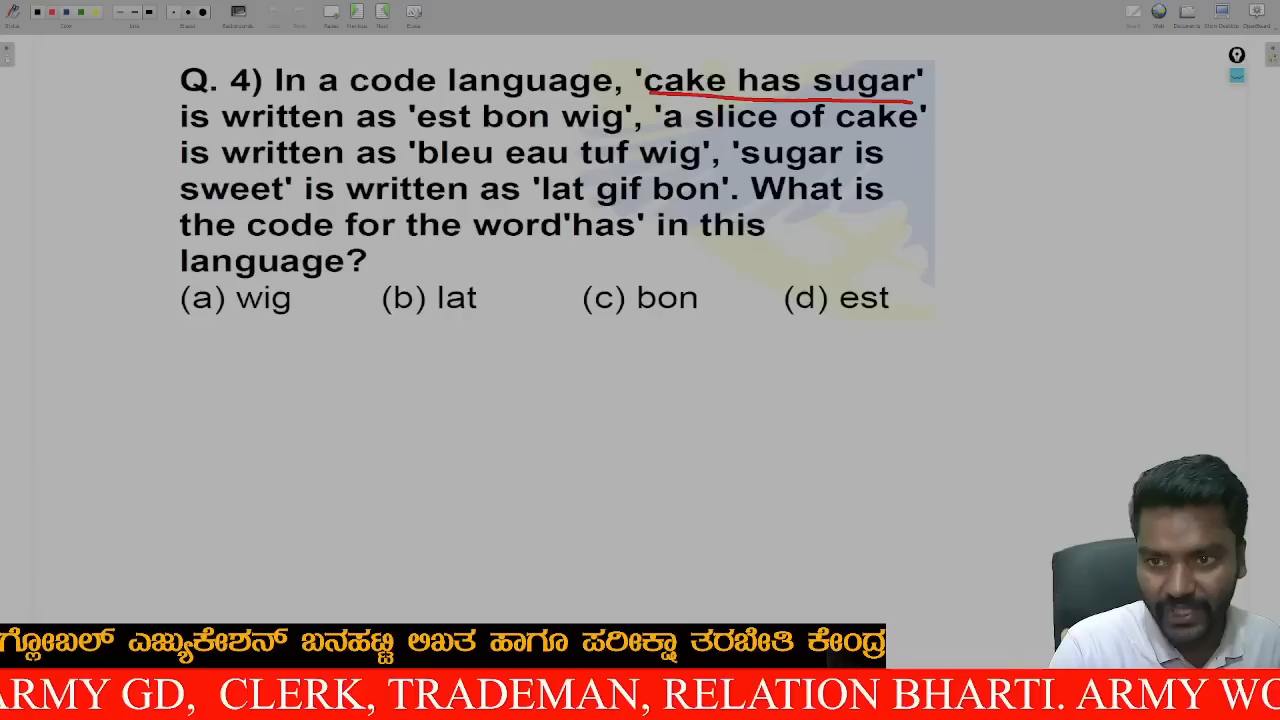 Q. 4) In a code language, 'cake has sugar'
is written as 'est bon wig', 'a slice of cake'
is written as 'bleu eau tuf wig', 'sugar is
sweet' is written as 'lat gif bon'. What is
the code for the word'has' in this
language?
(a) wig (b) lat (c) bon (d) est
ಗ್ಲೋಬಲ್ ಎಜ್ಯುಕೇಶನ್ ಬನಹಟ್ಟಿ ಲಿಖಿತ ಹಾಗೂ ಪರೀಕ್ಷಾ ತರಬೇತಿ ಕೇಂದ್ರ
ARMY GD, CLERK, TRADEMAN, RELATION BHARTI. ARMY WO